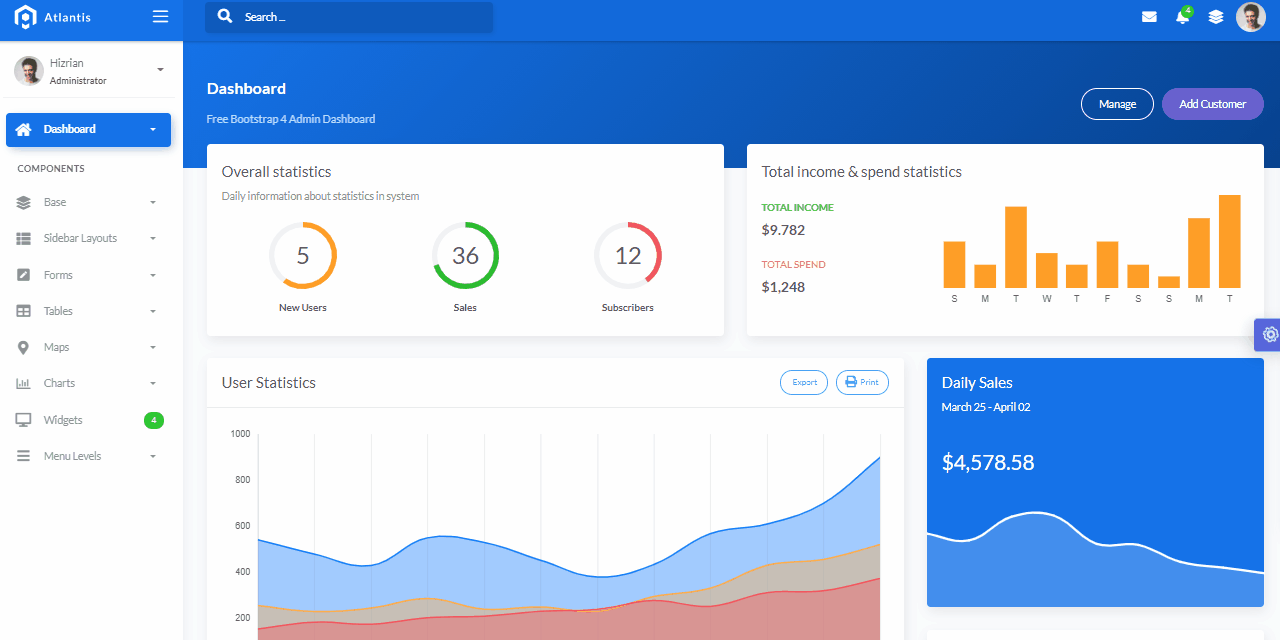 Atlantis
Search ...
4
Hizrian
Administrator
Dashboard
COMPONENTS
Base
Sidebar Layouts
Forms
Tables
Maps
Charts
Widgets
4
Menu Levels
Dashboard
Free Bootstrap 4 Admin Dashboard
Manage
Add Customer
Overall statistics
Daily information about statistics in system
5
36
12
New Users
Sales
Subscribers
Total income & spend statistics
TOTAL INCOME
$9.782
TOTAL SPEND
$1,248
S M T W T F S S M T
User Statistics
Export
Print
1000
800
600
400
200
Daily Sales
March 25 - April 02
$4,578.58